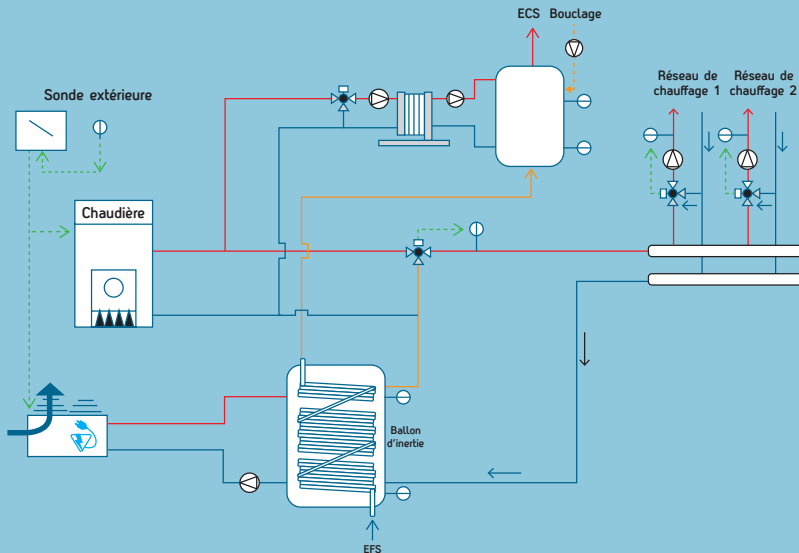 ECS Bouclage
Réseau de
chauffage 1
Réseau de
chauffage 2
Sonde extérieure
Chaudière
Ballon
d'inertie
EFS